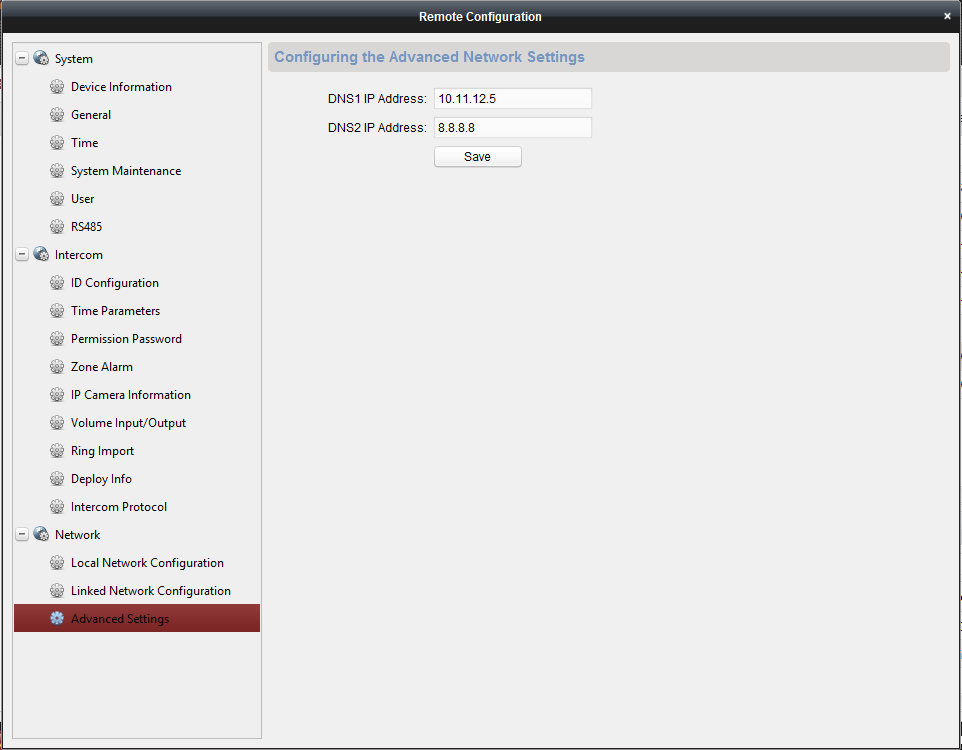 Remote Configuration
System
Device Information
General
Time
System Maintenance
User
RS485
Intercom
ID Configuration
Time Parameters
Permission Password
Zone Alarm
IP Camera Information
Volume Input/Output
Ring Import
Deploy Info
Intercom Protocol
Network
Local Network Configuration
Linked Network Configuration
Advanced Settings
Configuring the Advanced Network Settings
DNS1 IP Address: 10.11.12.5
DNS2 IP Address: 8.8.8.8
Save